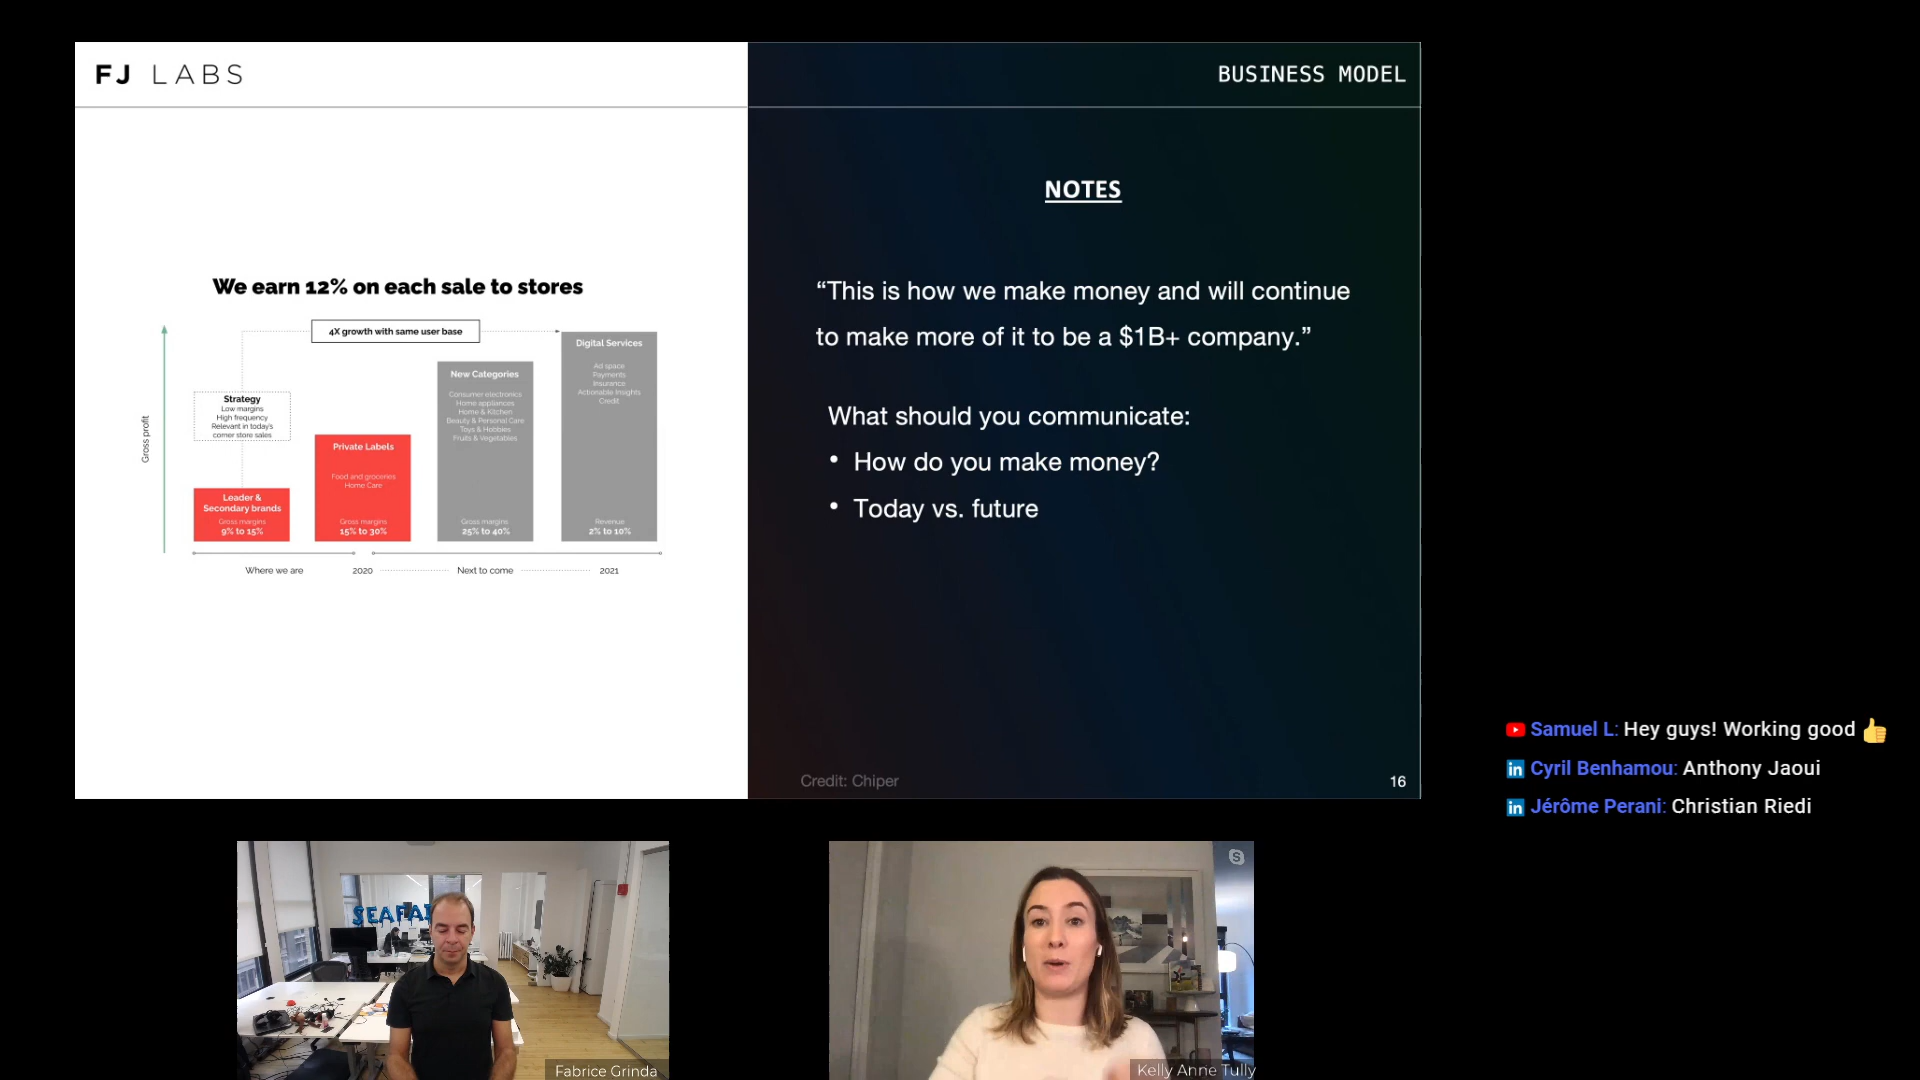 FJ LABS
BUSINESS MODEL
We earn 12% on each sale to stores
4X growth with same user base
Gross profit
Strategy
Low margins
High frequency
Relevant in today's
corner store sales
Leader &
Secondary brands
Gross margins
9% to 15%
Private Labels
Food and groceries
Home Care
Gross margins
15% to 30%
New Categories
Consumer electronics
Home appliances
Home & Kitchen
Beauty & Personal Care
Toys & Hobbies
Fruits & Vegetables
Gross margins
25% to 40%
Digital Services
Ad space
Payments
Insurance
Actionable Insights
Credit
Revenue
2% to 10%
Where we are
2020
Next to come
2021
NOTES
“This is how we make money and will continue
to make more of it to be a $1B+ company.”
What should you communicate:
• How do you make money?
• Today vs. future
Credit: Chiper
16
Samuel L: Hey guys! Working good 👍
in Cyril Benhamou: Anthony Jaoui
in Jérôme Perani: Christian Riedi
SEAFAI
Fabrice Grinda
S
Kelly Anne Tully